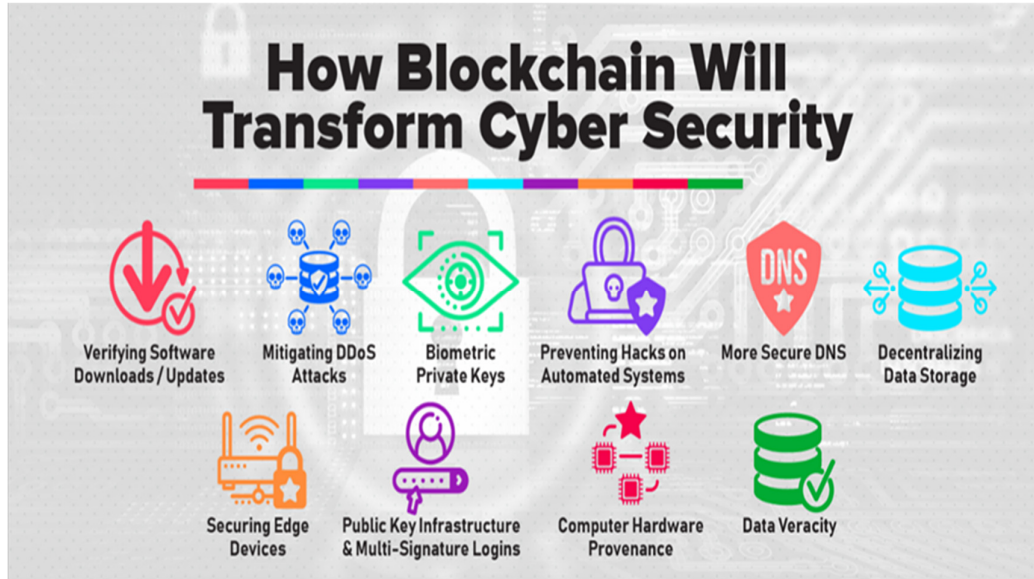 How Blockchain Will
Transform Cyber Security
Verifying Software
Downloads / Updates
Mitigating DDoS
Attacks
Biometric
Private Keys
Preventing Hacks on
Automated Systems
DNS
More Secure DNS
Decentralizing
Data Storage
Securing Edge
Devices
Public Key Infrastructure
& Multi-Signature Logins
Computer Hardware
Provenance
Data Veracity